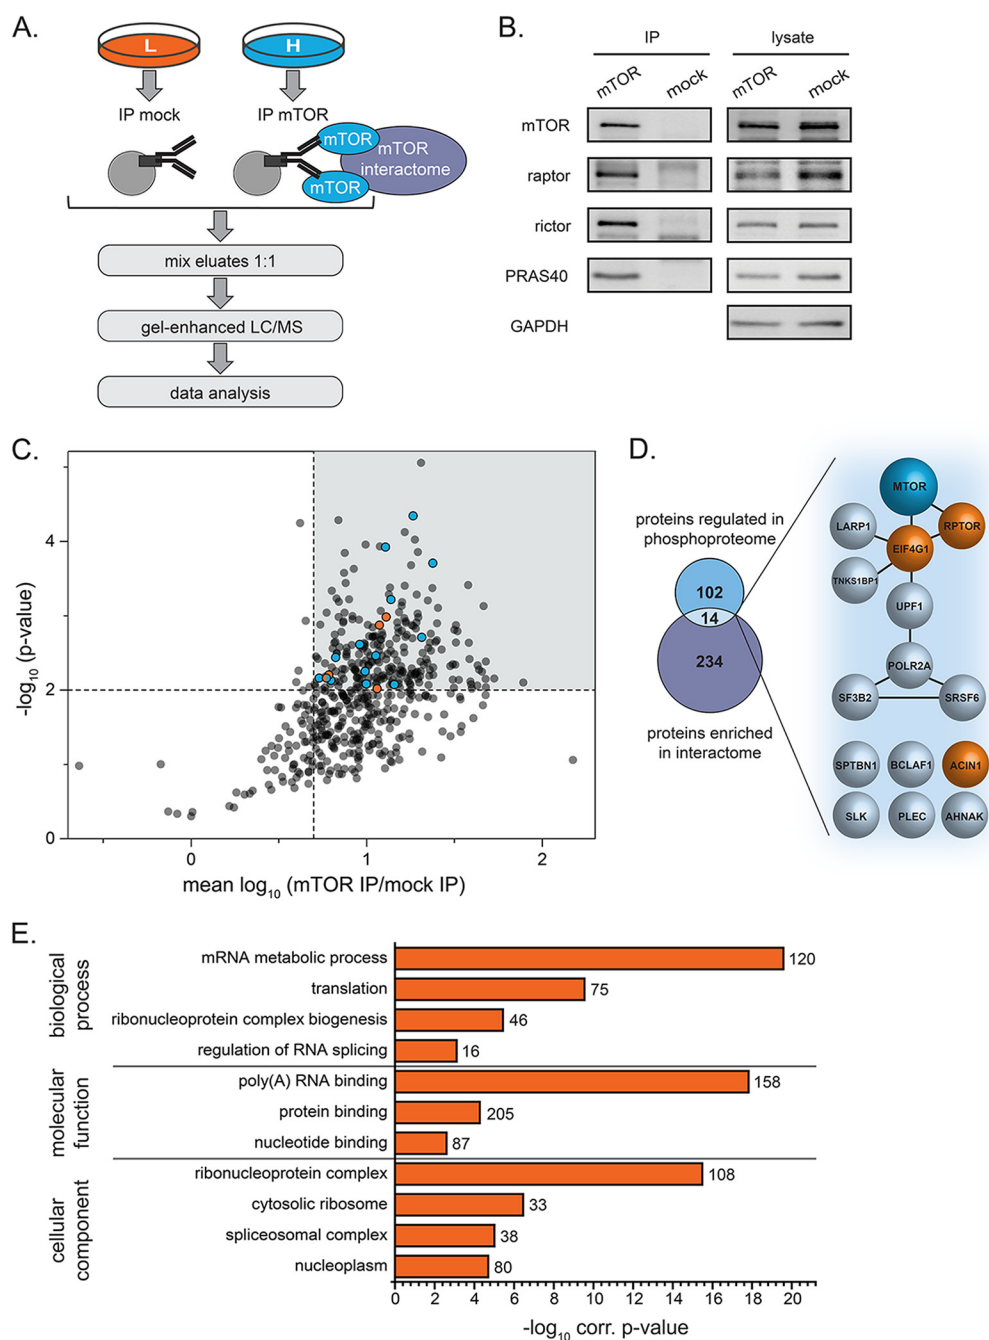 A.
L
H
IP mock
IP mTOR
mTOR
mTOR
interactome
mTOR
mix eluates 1:1
gel-enhanced LC/MS
data analysis
B.
IP
lysate
mTOR
mock
mTOR
mock
mTOR
raptor
rictor
PRAS40
GAPDH
C.
4
2
0
-log10 (p-value)
0
1
2
mean log10 (mTOR IP/mock IP)
D.
proteins regulated in
phosphoproteome
102
14
234
proteins enriched
in interactome
MTOR
LARP1
RPTOR
EIF4G1
TNKS1BP1
UPF1
POLR2A
SF3B2
SRSF6
SPTBN1
BCLAF1
ACIN1
SLK
PLEC
AHNAK
E.
biological
process
mRNA metabolic process
120
translation
75
ribonucleoprotein complex biogenesis
46
regulation of RNA splicing
16
molecular
function
poly(A) RNA binding
158
protein binding
205
nucleotide binding
87
cellular
component
ribonucleoprotein complex
108
cytosolic ribosome
33
spliceosomal complex
38
nucleoplasm
80
0 2 4 6 8 10 12 14 16 18 20
-log10 corr. p-value